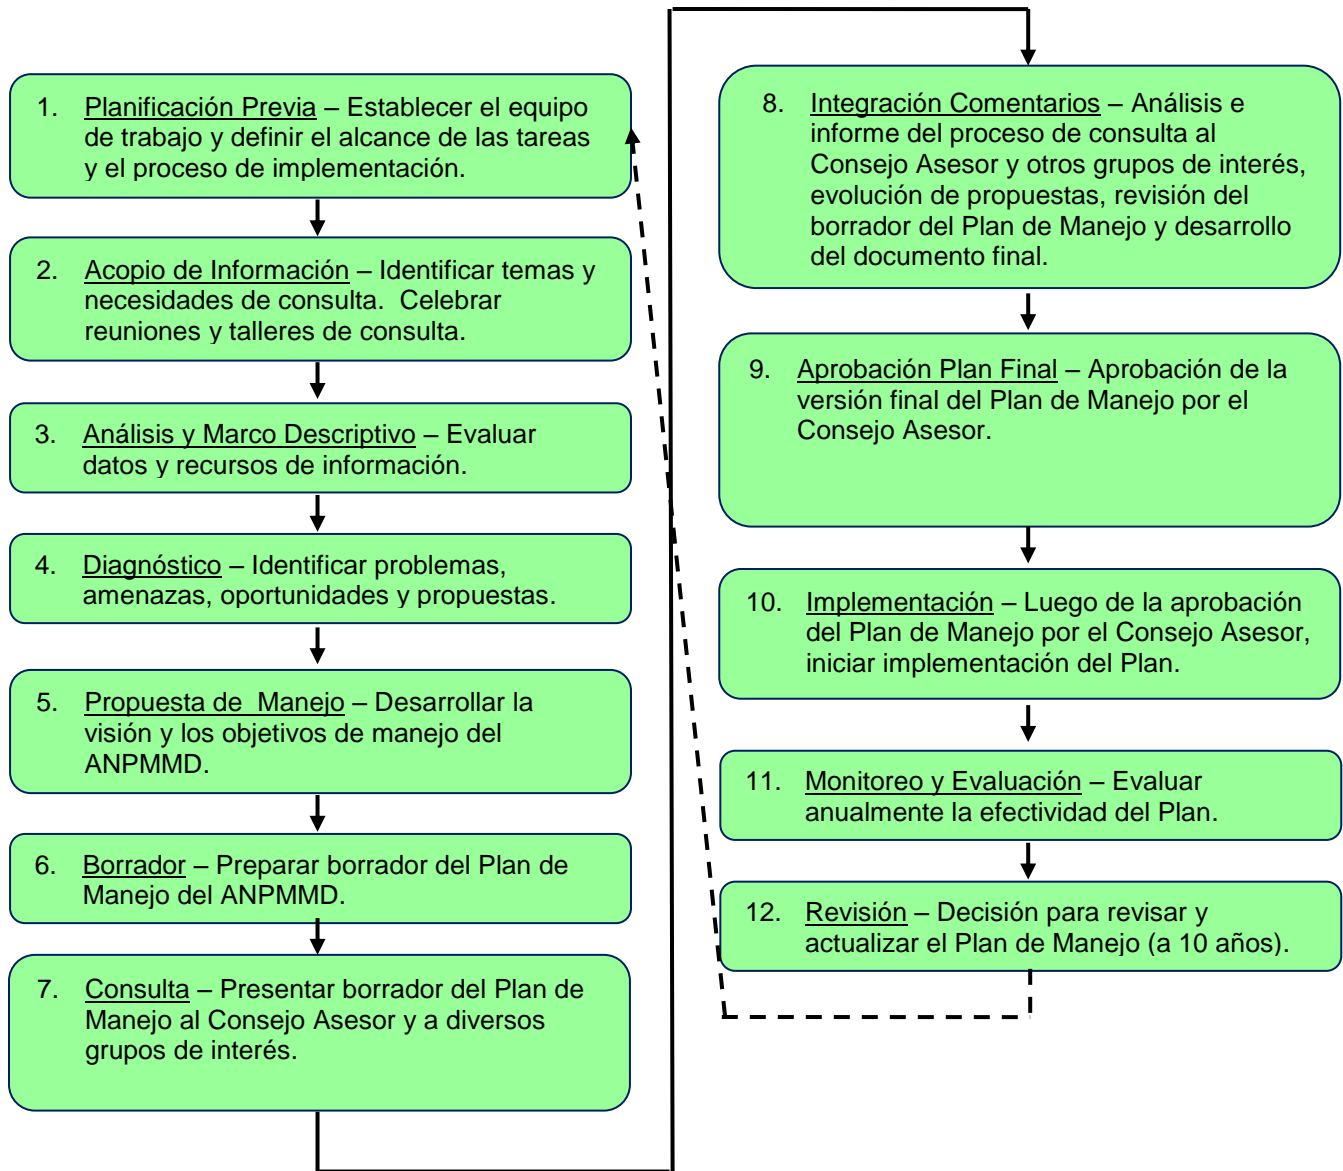 1. Planificación Previa – Establecer el equipo
de trabajo y definir el alcance de las tareas
y el proceso de implementación.
2. Acopio de Información – Identificar temas y
necesidades de consulta.  Celebrar
reuniones y talleres de consulta.
3. Análisis y Marco Descriptivo – Evaluar
datos y recursos de información.
4. Diagnóstico – Identificar problemas,
amenazas, oportunidades y propuestas.
5. Propuesta de  Manejo – Desarrollar la
visión y los objetivos de manejo del
ANPMMD.
6. Borrador – Preparar borrador del Plan de
Manejo del ANPMMD.
7. Consulta – Presentar borrador del Plan de
Manejo al Consejo Asesor y a diversos
grupos de interés.
8. Integración Comentarios – Análisis e
informe del proceso de consulta al
Consejo Asesor y otros grupos de interés,
evolución de propuestas, revisión del
borrador del Plan de Manejo y desarrollo
del documento final.
9. Aprobación Plan Final – Aprobación de la
versión final del Plan de Manejo por el
Consejo Asesor.
10. Implementación – Luego de la aprobación
del Plan de Manejo por el Consejo Asesor,
iniciar implementación del Plan.
11. Monitoreo y Evaluación – Evaluar
anualmente la efectividad del Plan.
12. Revisión – Decisión para revisar y
actualizar el Plan de Manejo (a 10 años).